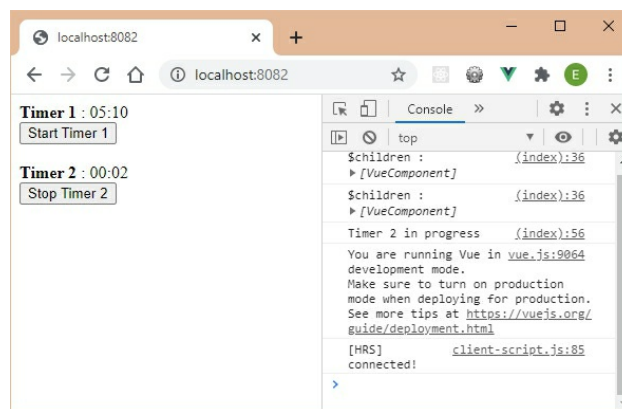 localhost:8082
localhost:8082
E
Timer 1 : 05:10
Start Timer 1
Timer 2 : 00:02
Stop Timer 2
Console
top
$children : (index):36
[VueComponent]
$children : (index):36
[VueComponent]
Timer 2 in progress (index):56
You are running Vue in vue.js:9064
development mode.
Make sure to turn on production
mode when deploying for production.
See more tips at https://vuejs.org/
guide/deployment.html
[HRS] client-script.js:85
connected!